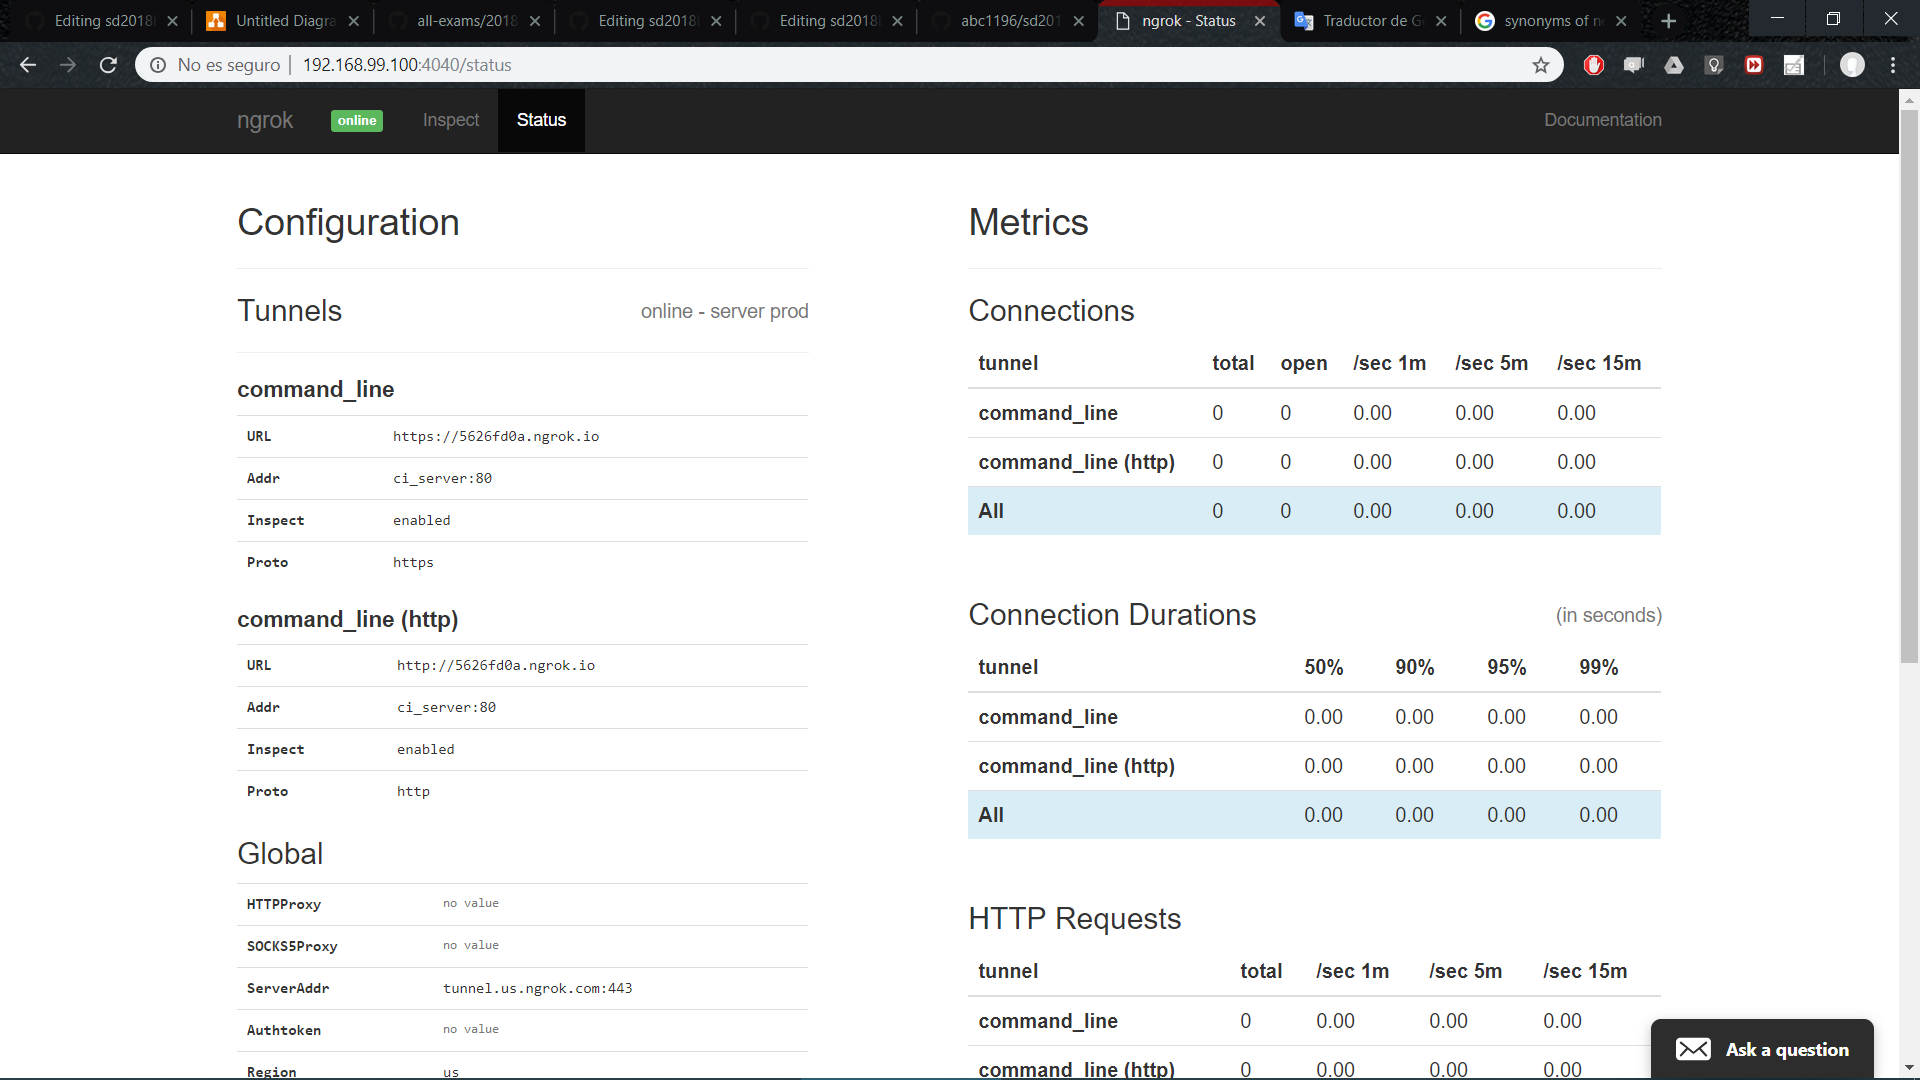 Editing sd2018
Untitled Diagra
all-exams/2018
Editing sd2018
Editing sd2018
abc1196/sd201
ngrok - Status
Traductor de G
synonyms of n
No es seguro
192.168.99.100:4040/status
ngrok
online
Inspect
Status
Documentation
Configuration
Tunnels
online - server prod
command_line
URL https://5626fd0a.ngrok.io
Addr ci_server:80
Inspect enabled
Proto https
command_line (http)
URL http://5626fd0a.ngrok.io
Addr ci_server:80
Inspect enabled
Proto http
Global
HTTPProxy no value
SOCKS5Proxy no value
ServerAddr tunnel.us.ngrok.com:443
Authtoken no value
Region us
Metrics
Connections
tunnel total open /sec 1m /sec 5m /sec 15m
command_line 0 0 0.00 0.00 0.00
command_line (http) 0 0 0.00 0.00 0.00
All 0 0 0.00 0.00 0.00
Connection Durations
(in seconds)
tunnel 50% 90% 95% 99%
command_line 0.00 0.00 0.00 0.00
command_line (http) 0.00 0.00 0.00 0.00
All 0.00 0.00 0.00 0.00
HTTP Requests
tunnel total /sec 1m /sec 5m /sec 15m
command_line 0 0.00 0.00 0.00
command_line (http) 0 0.00 0.00 0.00
Ask a question